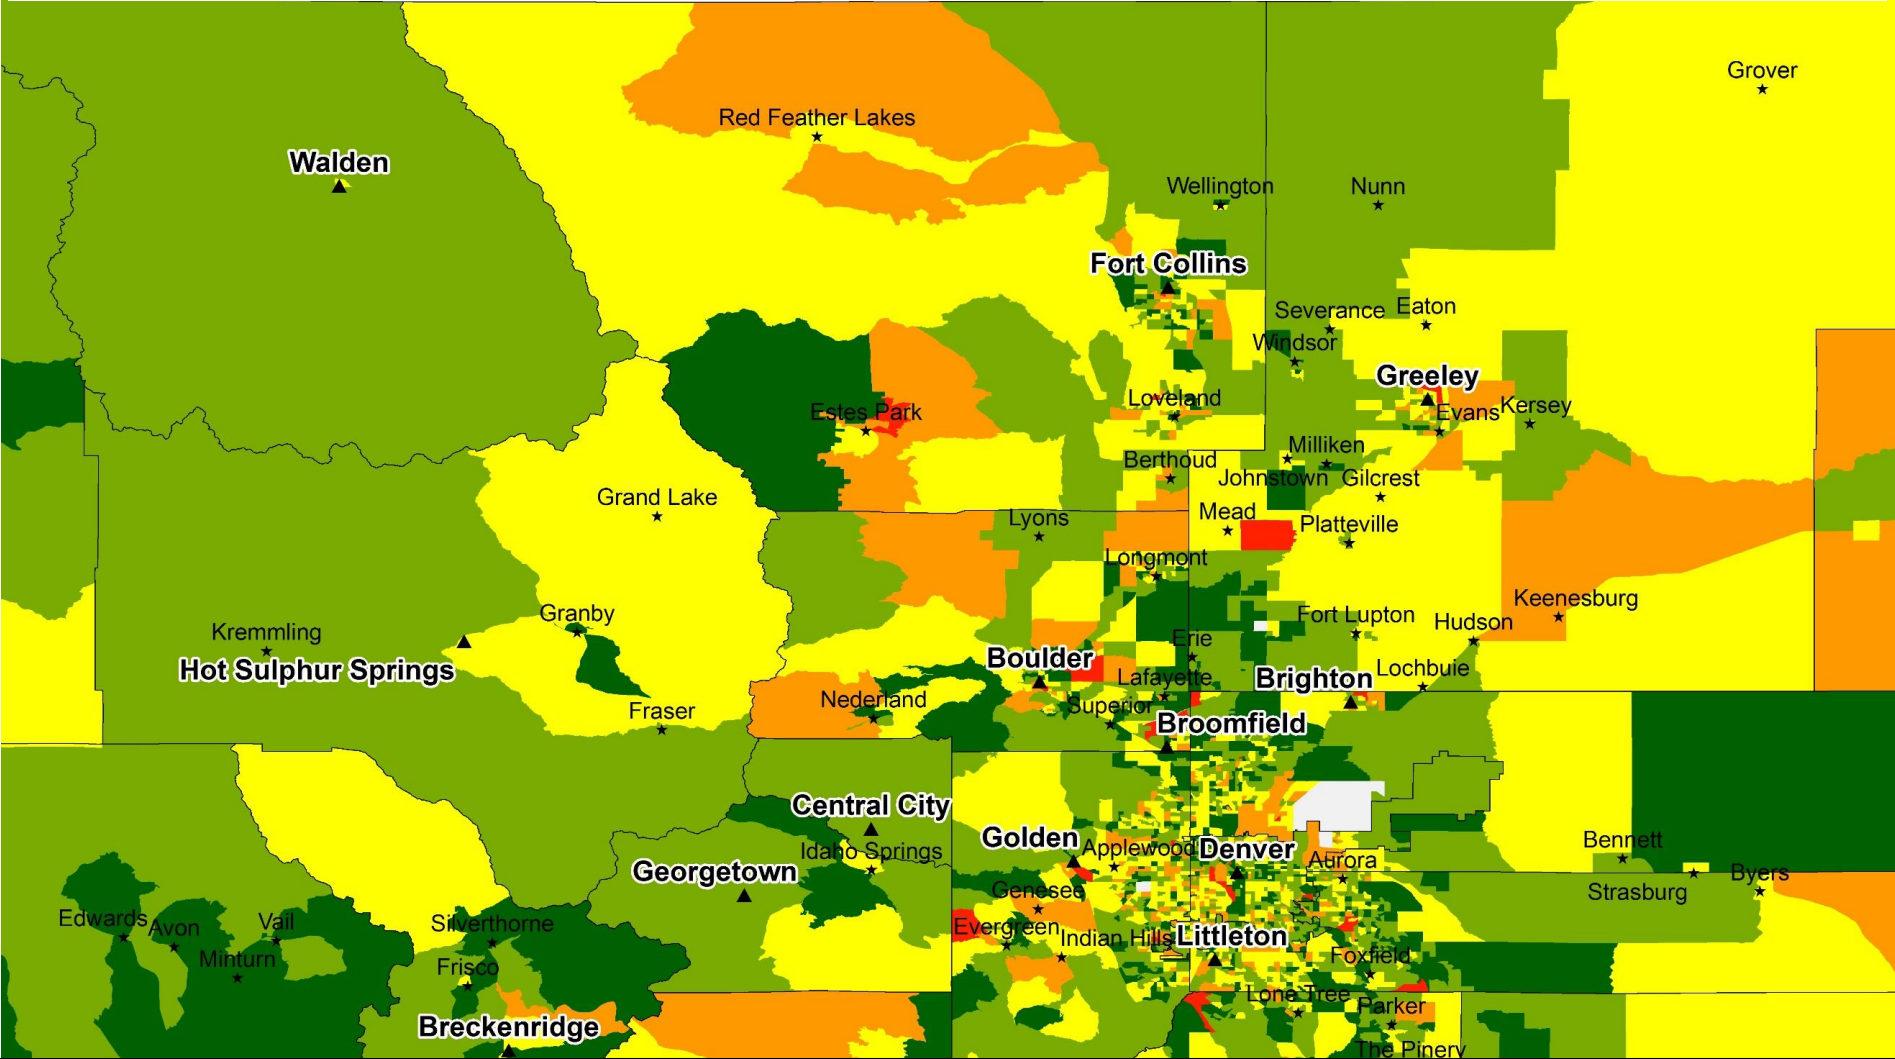 Grover
Red Feather Lakes
Walden
Wellington
Nunn
Fort Collins
Severance
Eaton
Windsor
Greeley
Loveland
Estes Park
Evans
Kersey
Milliken
Berthoud
Johnstown
Gilcrest
Grand Lake
Mead
Lyons
Platteville
Longmont
Keenesburg
Granby
Fort Lupton
Hudson
Kremmling
Erie
Hot Sulphur Springs
Boulder
Lochbuie
Lafayette
Brighton
Nederland
Superior
Fraser
Broomfield
Central City
Golden
Bennett
Applewood
Denver
Idaho Springs
Aurora
Georgetown
Byers
Genesee
Strasburg
Edwards
Avon
Vail
Silverthorne
Evergreen
Indian Hills
Littleton
Minturn
Foxfield
Frisco
Lone Tree
Parker
Breckenridge
The Pinery